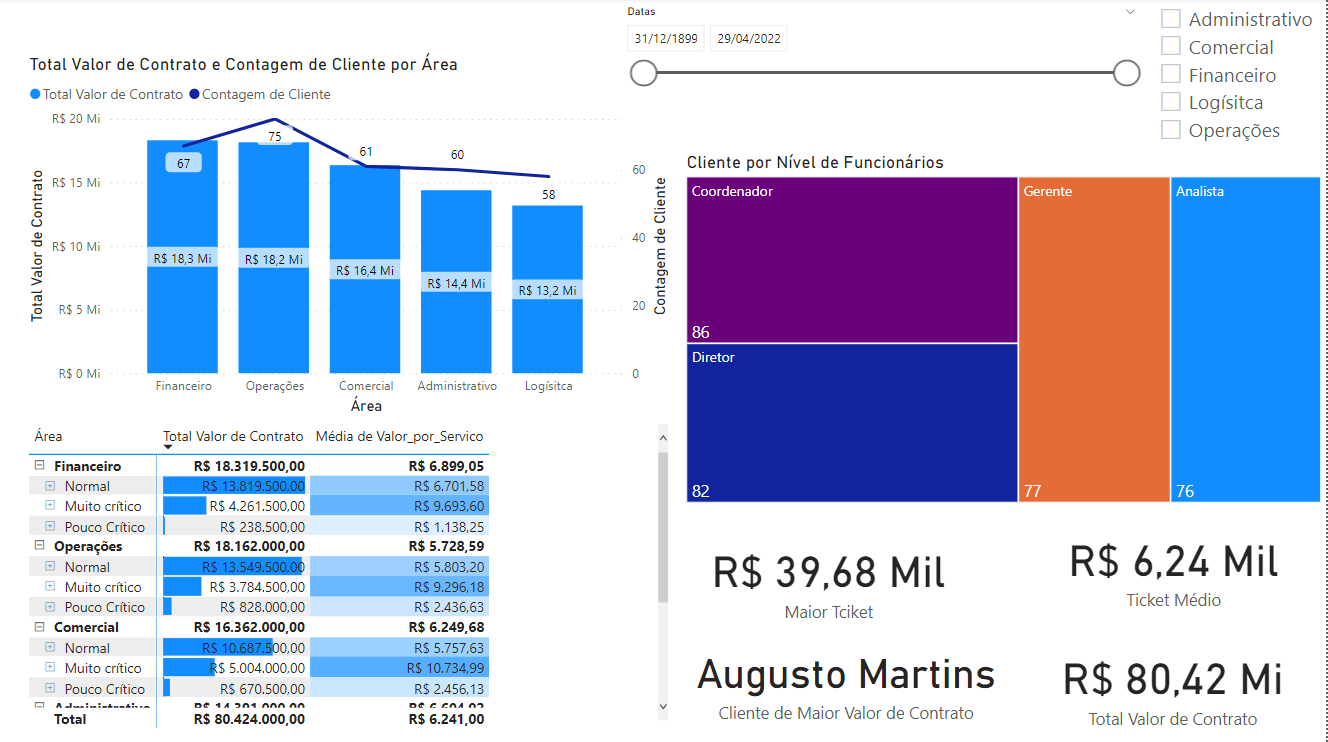 Datas
31/12/1899 29/04/2022
Administrativo
Comercial
Financeiro
Logísitca
Operações
Total Valor de Contrato e Contagem de Cliente por Área
Total Valor de Contrato Contagem de Cliente
Total Valor de Contrato
R$ 20 Mi
R$ 15 Mi
R$ 10 Mi
R$ 5 Mi
R$ 0 Mi
67
75
61
60
58
R$ 18,3 Mi
R$ 18,2 Mi
R$ 16,4 Mi
R$ 14,4 Mi
R$ 13,2 Mi
60
40
20
0
Contagem de Cliente
Financeiro Operações Comercial Administrativo Logísitca
Área
Cliente por Nível de Funcionários
Coordenador
86
Diretor
82
Gerente
77
Analista
76
Área Total Valor de Contrato Média de Valor_por_Servico
Financeiro R$ 18.319.500,00 R$ 6.899,05
Normal R$ 13.819.500,00 R$ 6.701,58
Muito crítico R$ 4.261.500,00 R$ 9.693,60
Pouco Crítico R$ 238.500,00 R$ 1.138,25
Operações R$ 18.162.000,00 R$ 5.728,59
Normal R$ 13.549.500,00 R$ 5.803,20
Muito crítico R$ 3.784.500,00 R$ 9.296,18
Pouco Crítico R$ 828.000,00 R$ 2.436,63
Comercial R$ 16.362.000,00 R$ 6.249,68
Normal R$ 10.687.500,00 R$ 5.757,63
Muito crítico R$ 5.004.000,00 R$ 10.734,99
Pouco Crítico R$ 670.500,00 R$ 2.456,13
Administrativo
Total R$ 80.424.000,00 R$ 6.241,00
R$ 39,68 Mil
Maior Tciket
R$ 6,24 Mil
Ticket Médio
Augusto Martins
Cliente de Maior Valor de Contrato
R$ 80,42 Mi
Total Valor de Contrato